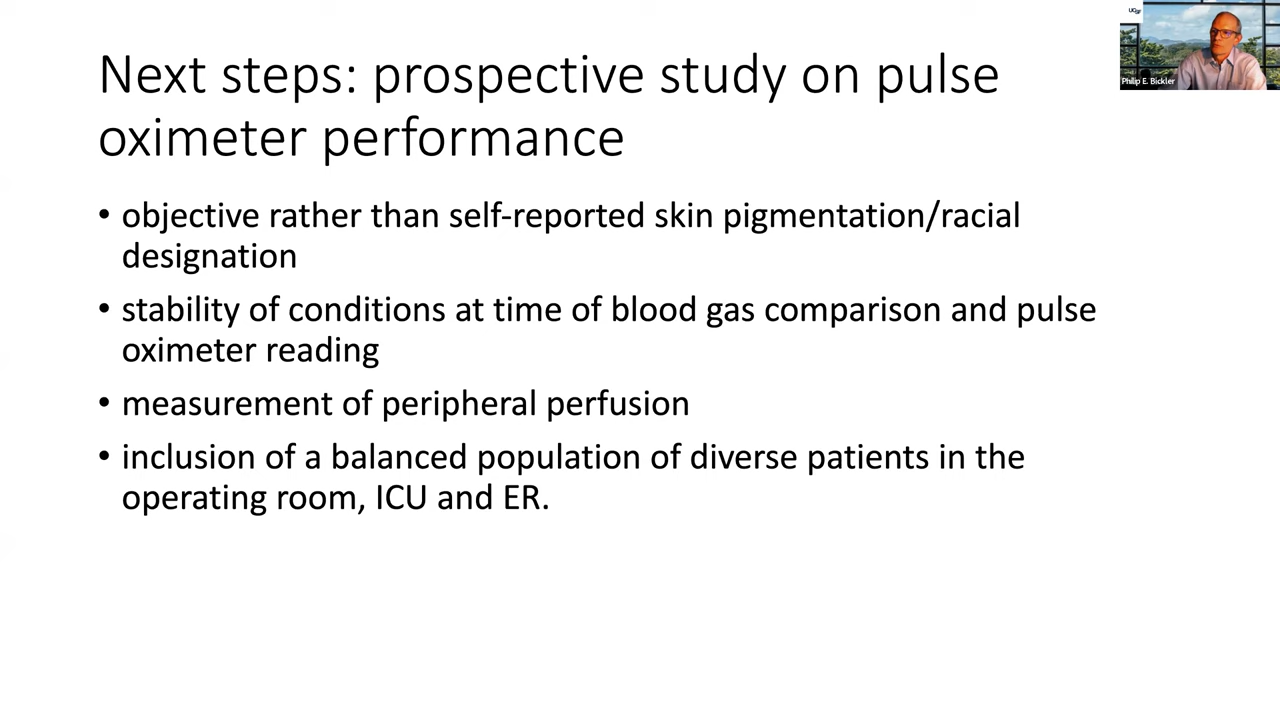 Next steps: prospective study on pulse
oximeter performance
• objective rather than self-reported skin pigmentation/racial
designation
• stability of conditions at time of blood gas comparison and pulse
oximeter reading
• measurement of peripheral perfusion
• inclusion of a balanced population of diverse patients in the
operating room, ICU and ER.
UCSF
Philip E. Bickler